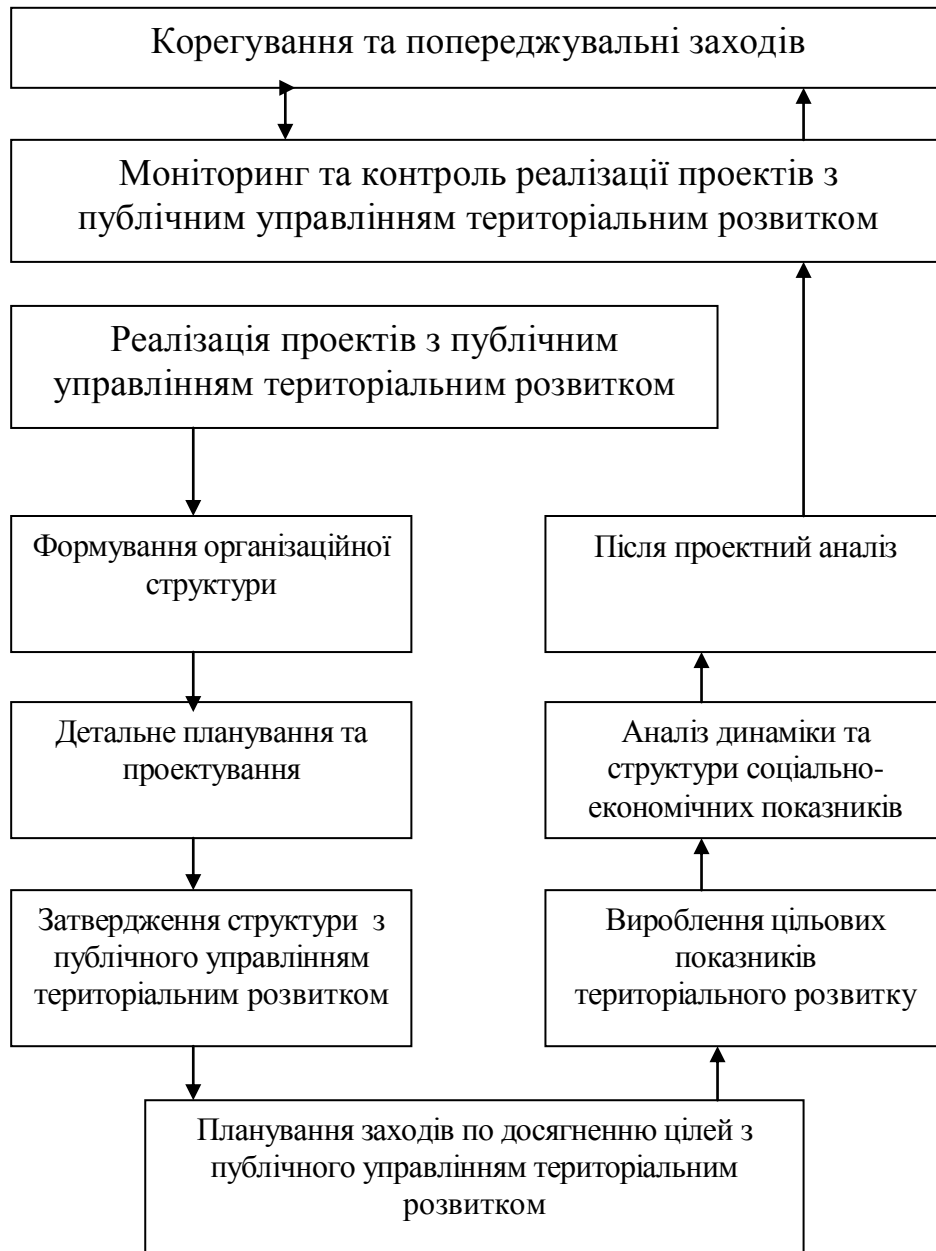 Корегування та попереджувальні заходів
Моніторинг та контроль реалізації проектів з
публічним управлінням територіальним розвитком
Реалізація проектів з публічним
управлінням територіальним розвитком
Формування організаційної
структури
Після проектний аналіз
Детальне планування та
проектування
Аналіз динаміки та
структури соціально-
економічних показників
Затвердження структури з
публічного управлінням
територіальним розвитком
Вироблення цільових
показників
територіального розвитку
Планування заходів по досягненню цілей з
публічного управлінням територіальним
розвитком